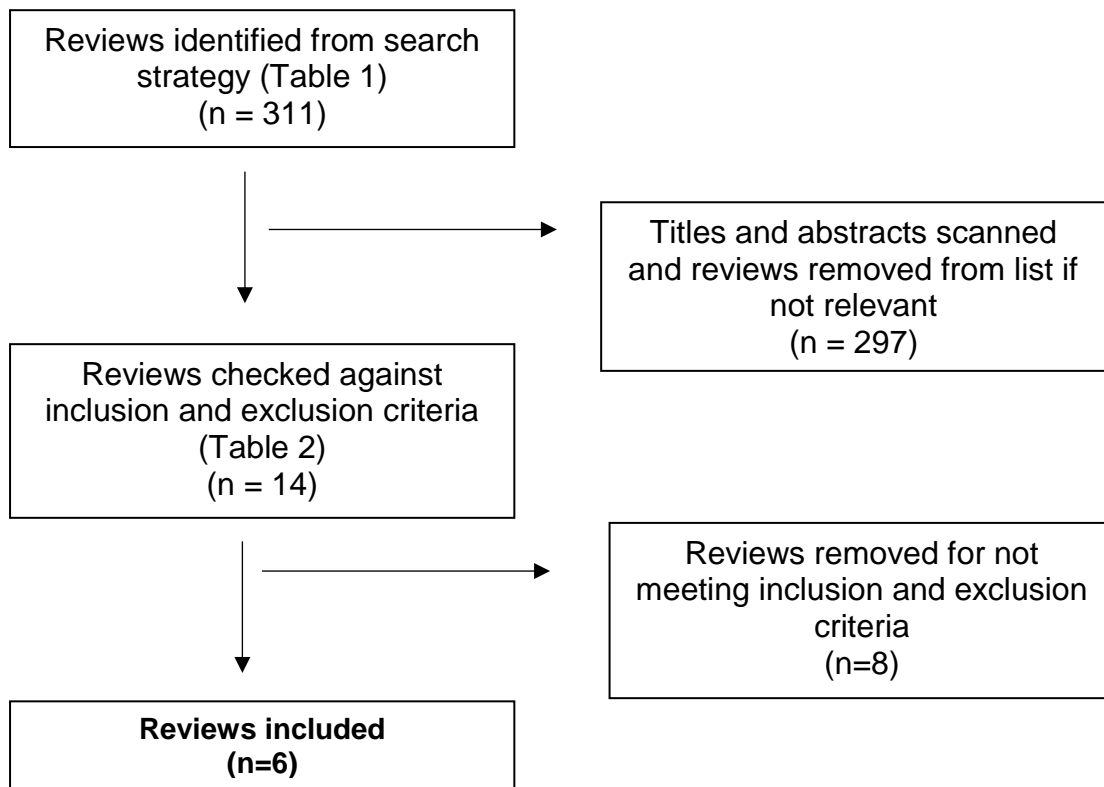 Reviews identified from search
strategy (Table 1)
(n = 311)
Titles and abstracts scanned
and reviews removed from list if
not relevant
(n = 297)
Reviews checked against
inclusion and exclusion criteria
(Table 2)
(n = 14)
Reviews removed for not
meeting inclusion and exclusion
criteria
(n=8)
Reviews included
(n=6)